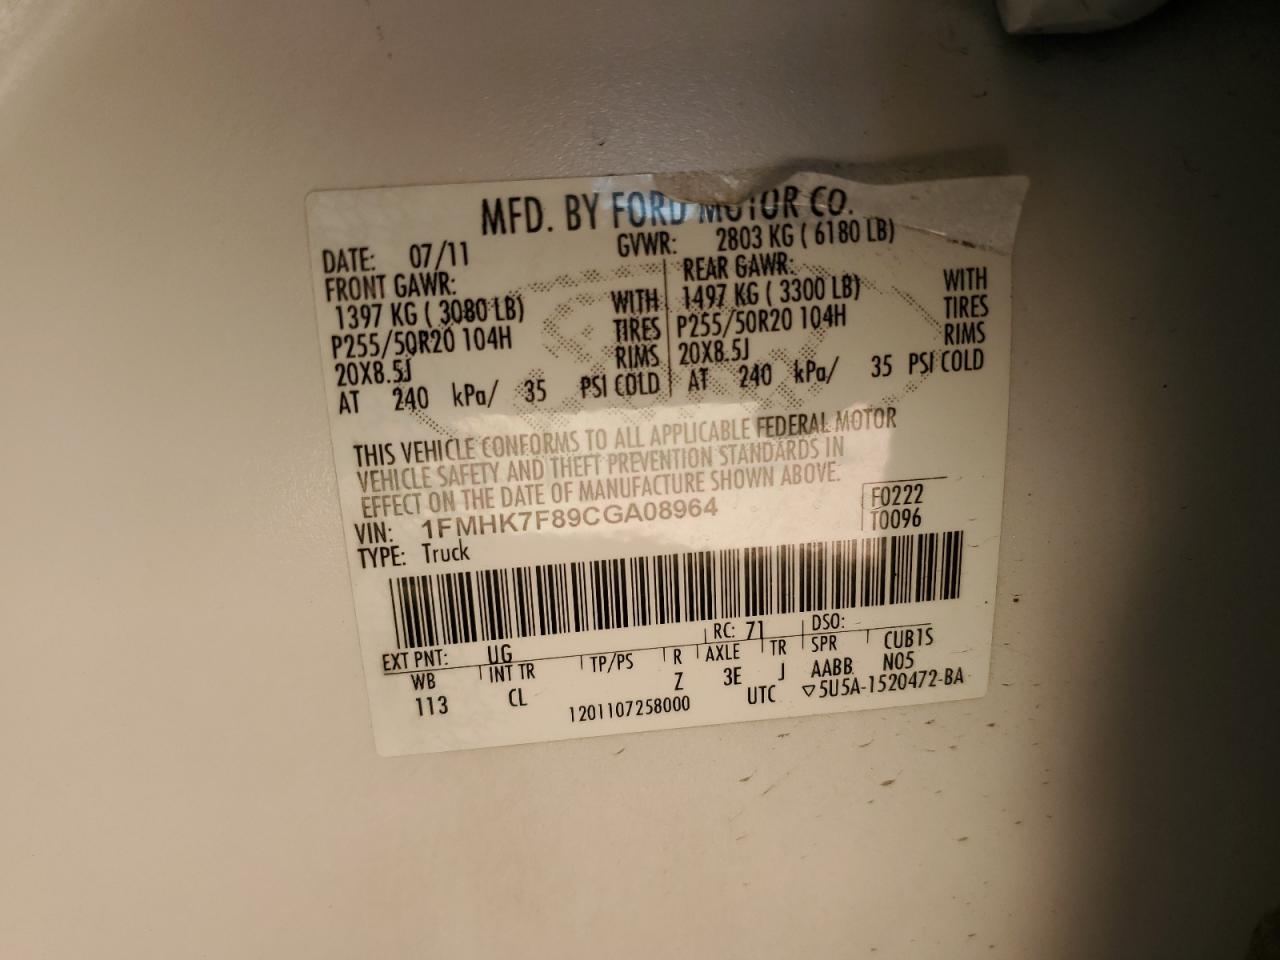 MFD. BY FORD MOTOR CO.
DATE: 07/11 GVWR: 2803 KG ( 6180 LB)
FRONT GAWR: REAR GAWR:
1397 KG ( 3080 LB) WITH 1497 KG ( 3300 LB) WITH
P255/50R20 104H TIRES P255/50R20 104H TIRES
20X8.5J RIMS 20X8.5J RIMS
AT 240 kPa/ 35 PSI COLD AT 240 kPa/ 35 PSI COLD
THIS VEHICLE CONFORMS TO ALL APPLICABLE FEDERAL MOTOR
VEHICLE SAFETY AND THEFT PREVENTION STANDARDS IN
EFFECT ON THE DATE OF MANUFACTURE SHOWN ABOVE.
VIN: 1FMHK7F89CGA08964 F0222
TYPE: Truck T0096
EXT PNT: UG RC: 71 DSO:
WB INT TR TP/PS R AXLE TR SPR CUB1S
113 CL Z 3E J AABB N05
1201107258000 UTC ▽5U5A-1520472-BA